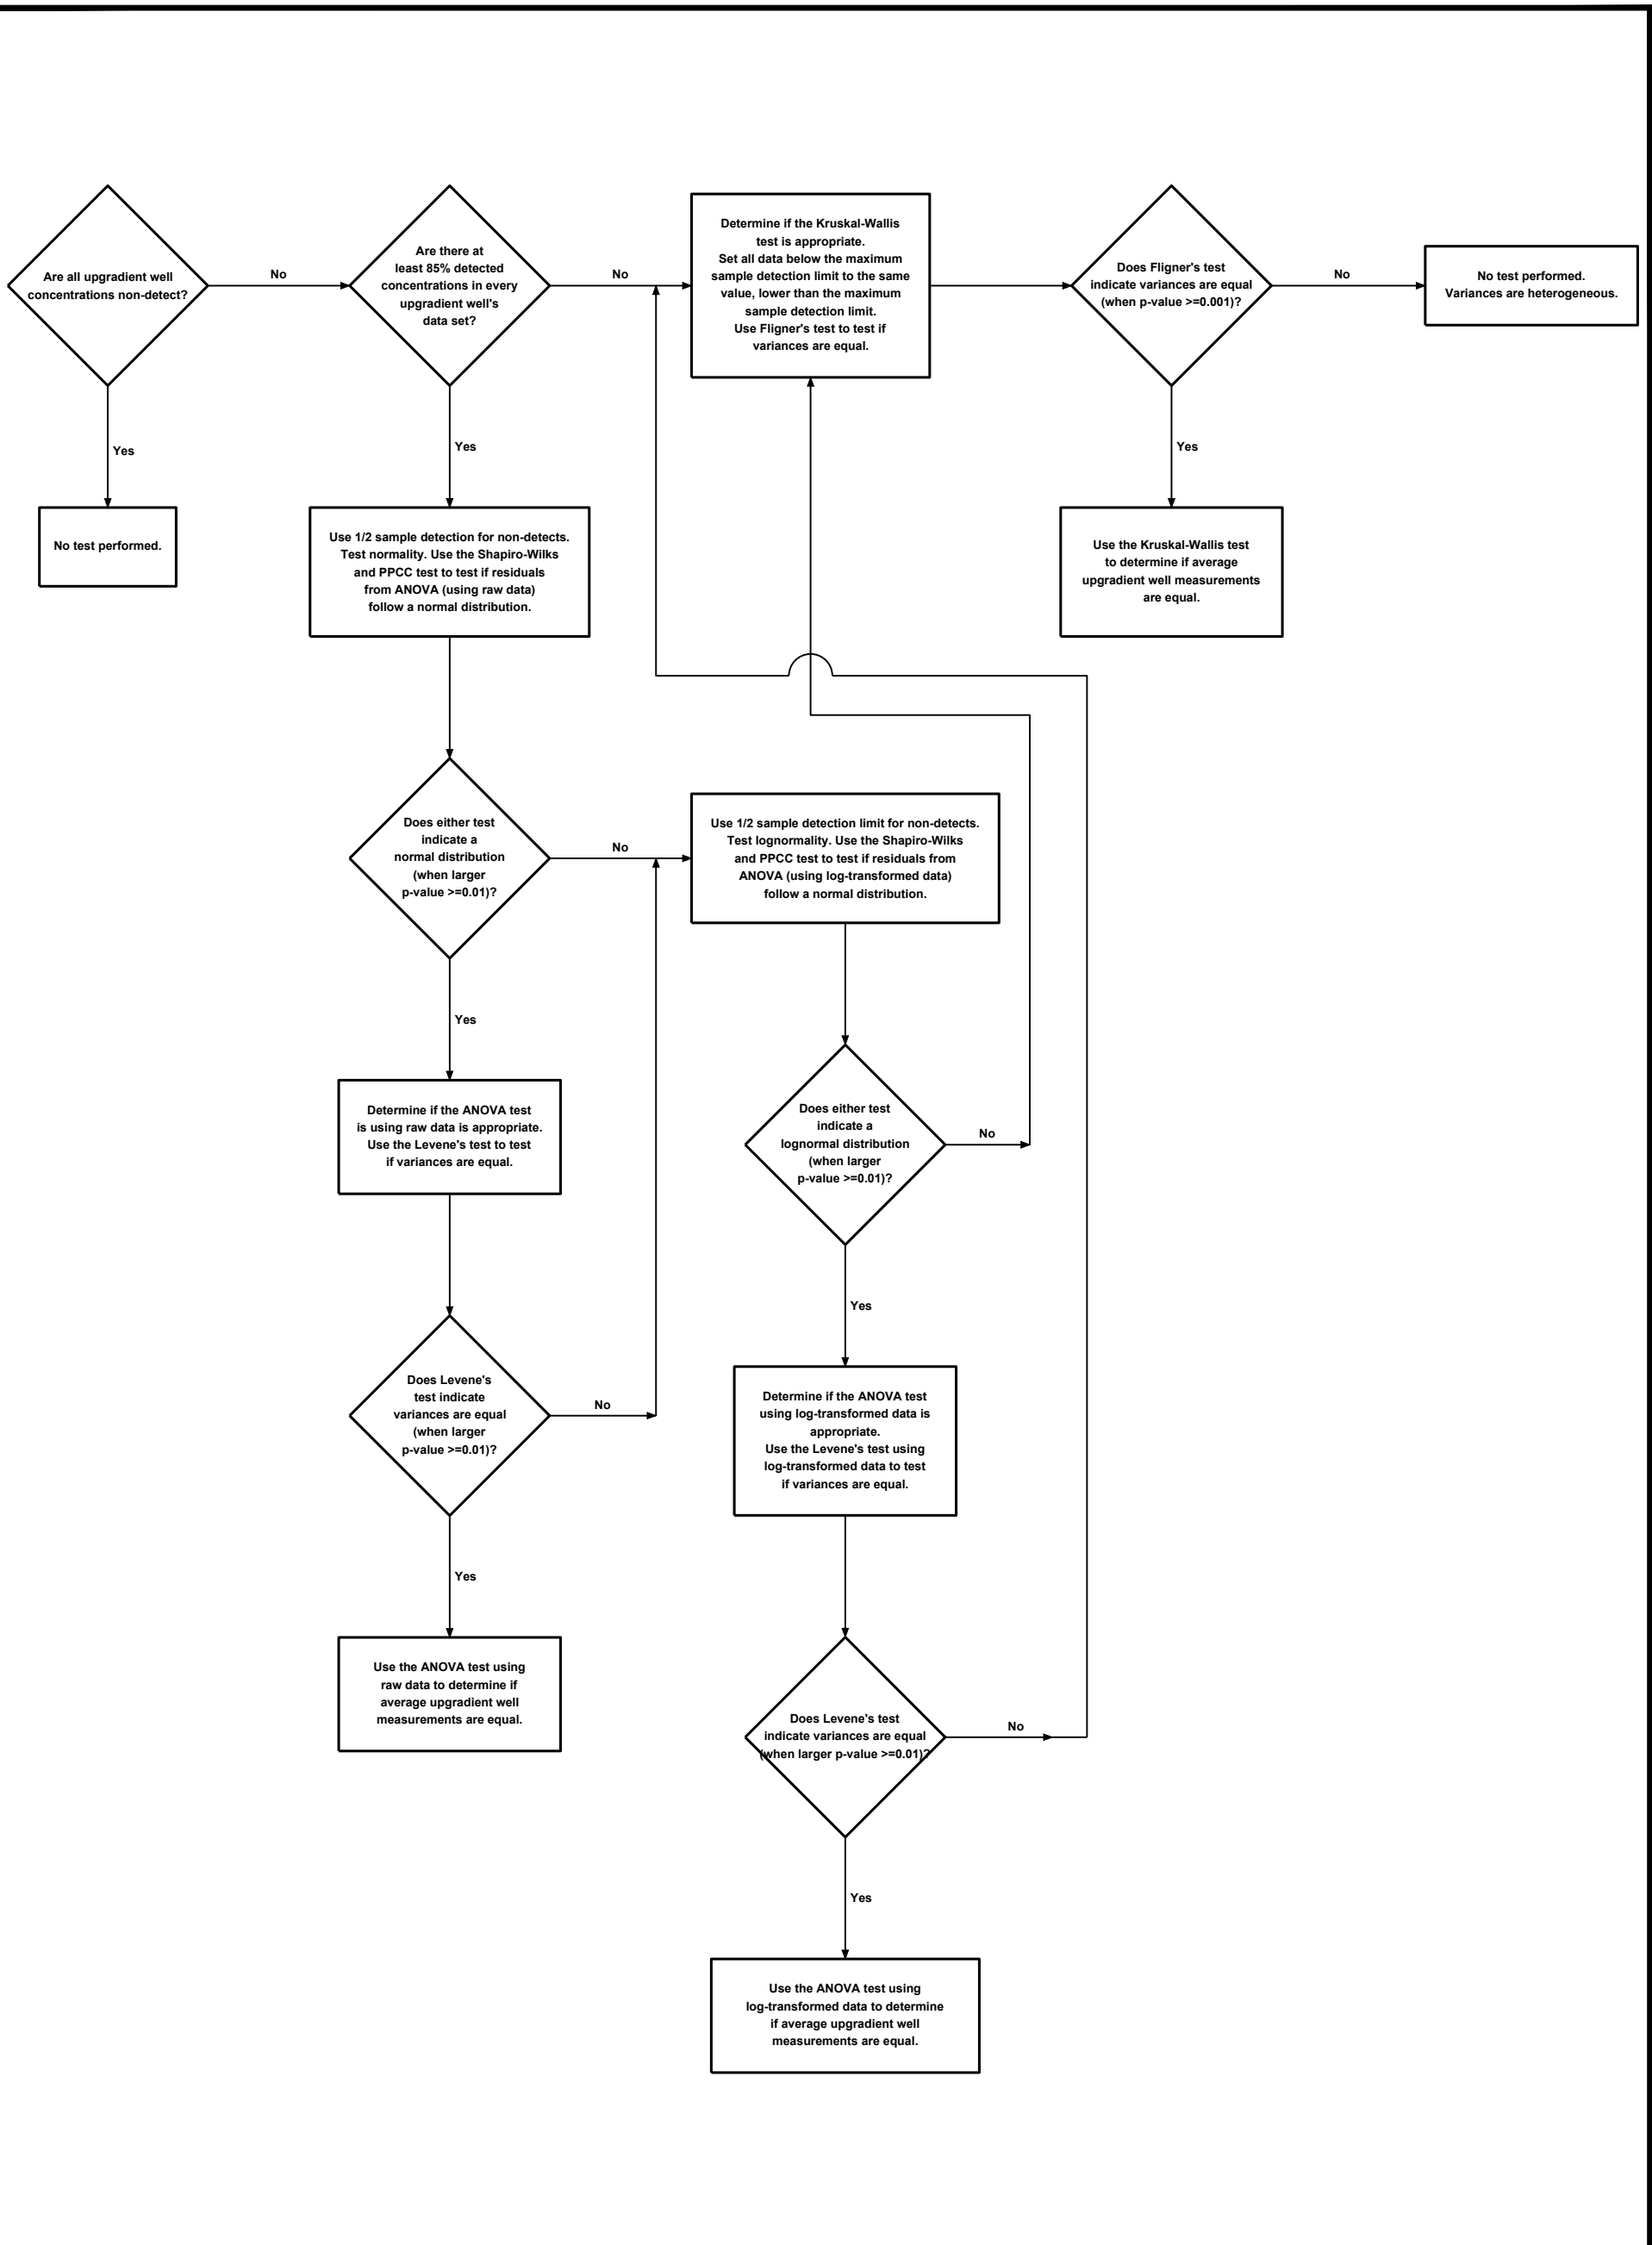 Are all upgradient well
concentrations non-detect?
No
Are there at
least 85% detected
concentrations in every
upgradient well's
data set?
No
Determine if the Kruskal-Wallis
test is appropriate.
Set all data below the maximum
sample detection limit to the same
value, lower than the maximum
sample detection limit.
Use Fligner's test to test if
variances are equal.
Does Fligner's test
indicate variances are equal
(when p-value >=0.001)?
No
No test performed.
Variances are heterogeneous.
Yes
Yes
Yes
No test performed.
Use 1/2 sample detection for non-detects.
Test normality. Use the Shapiro-Wilks
and PPCC test to test if residuals
from ANOVA (using raw data)
follow a normal distribution.
Use the Kruskal-Wallis test
to determine if average
upgradient well measurements
are equal.
Does either test
indicate a
normal distribution
(when larger
p-value >=0.01)?
No
Use 1/2 sample detection limit for non-detects.
Test lognormality. Use the Shapiro-Wilks
and PPCC test to test if residuals from
ANOVA (using log-transformed data)
follow a normal distribution.
Yes
Determine if the ANOVA test
is using raw data is appropriate.
Use the Levene's test to test
if variances are equal.
Does either test
indicate a
lognormal distribution
(when larger
p-value >=0.01)?
No
Yes
Does Levene's
test indicate
variances are equal
(when larger
p-value >=0.01)?
No
Determine if the ANOVA test
using log-transformed data is
appropriate.
Use the Levene's test using
log-transformed data to test
if variances are equal.
Yes
Use the ANOVA test using
raw data to determine if
average upgradient well
measurements are equal.
Does Levene's test
indicate variances are equal
(when larger p-value >=0.01)?
No
Yes
Use the ANOVA test using
log-transformed data to determine
if average upgradient well
measurements are equal.